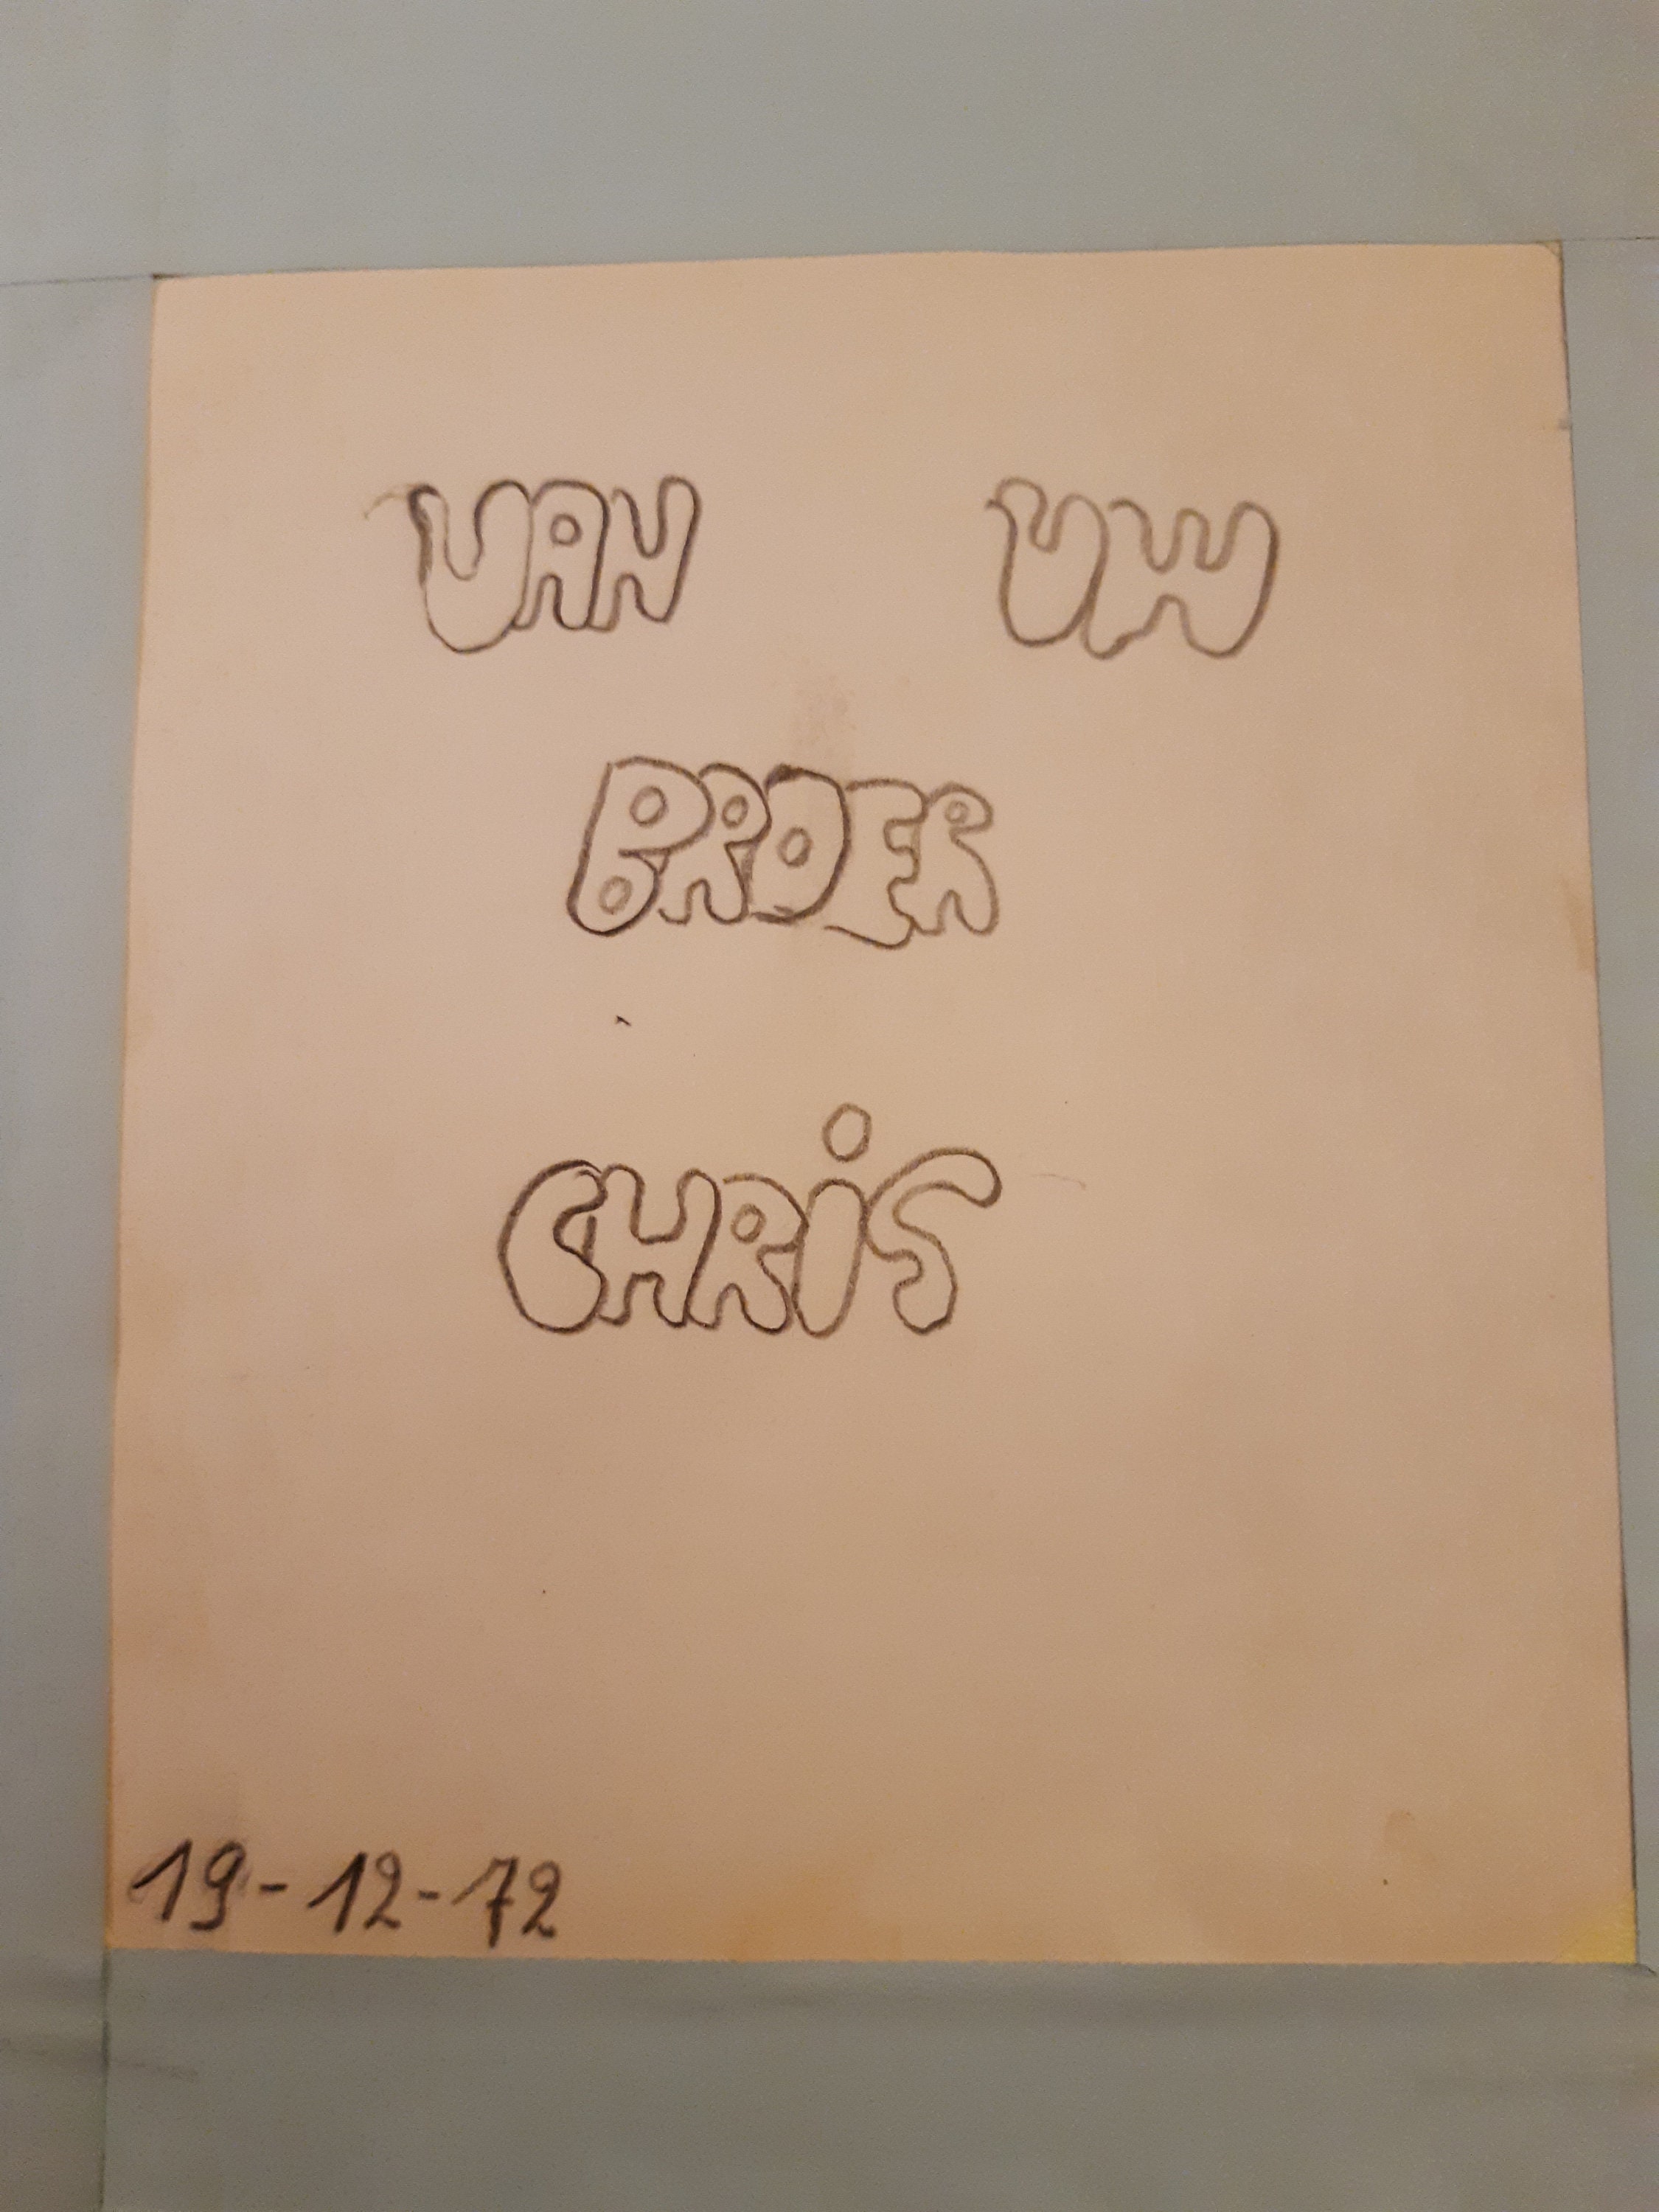 VAN UW
BROER
CHRiS
19-12-72